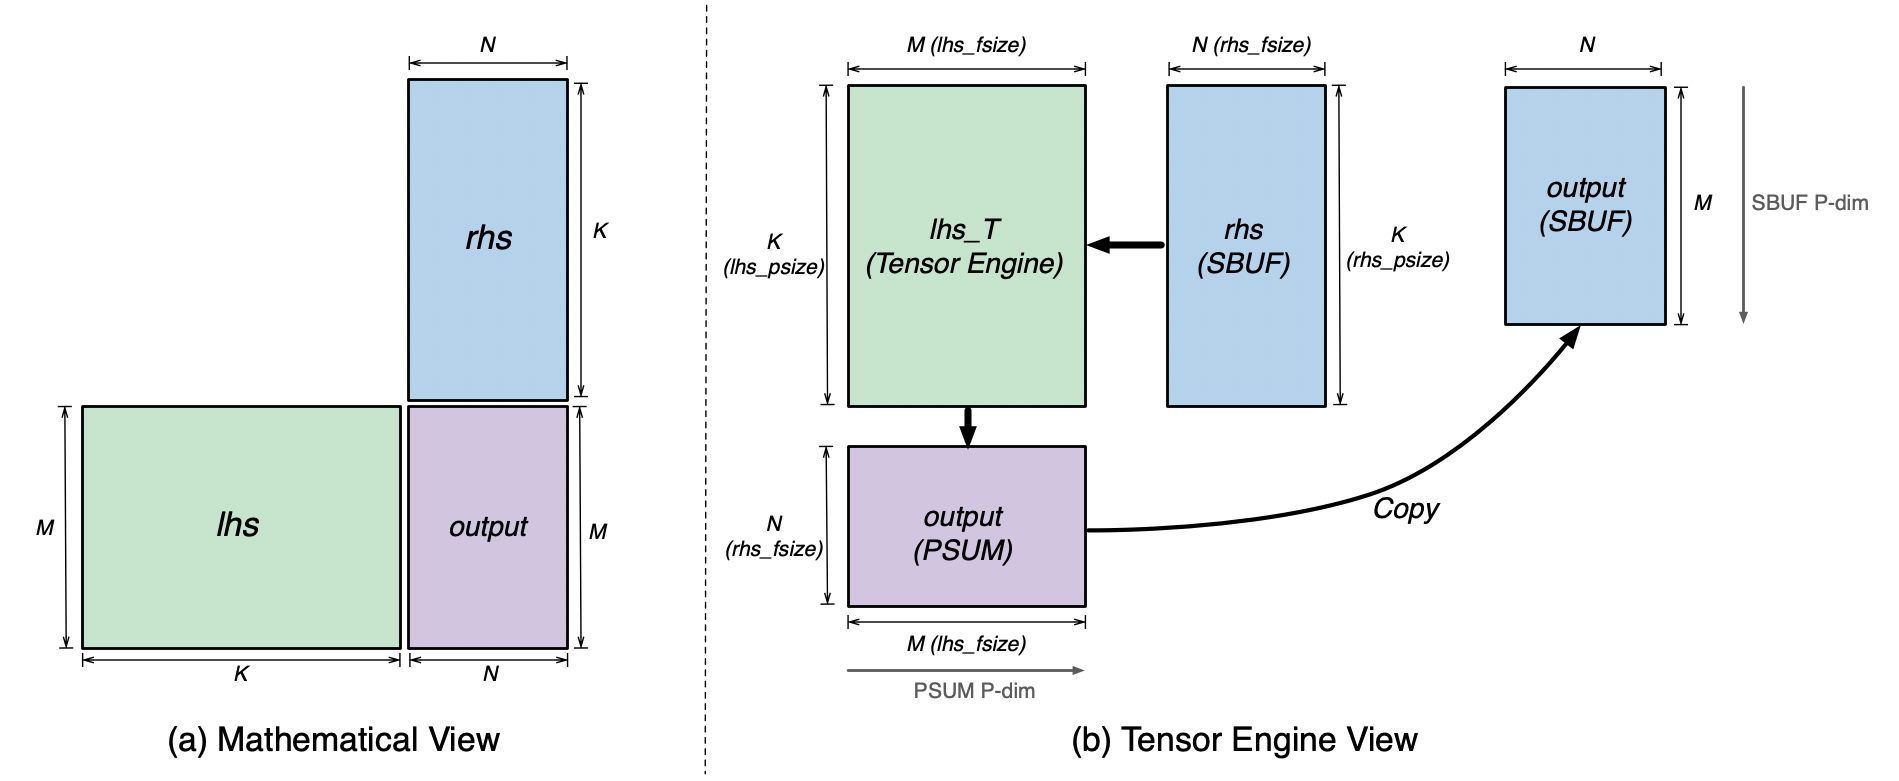 N
rhs
K
M
lhs
output
M
K
N
(a) Mathematical View
M (lhs_fsize)
N (rhs_fsize)
N
K
(lhs_psize)
lhs_T
(Tensor Engine)
rhs
(SBUF)
K
(rhs_psize)
output
(SBUF)
M
SBUF P-dim
N
(rhs_fsize)
output
(PSUM)
Copy
M (lhs_fsize)
PSUM P-dim
(b) Tensor Engine View